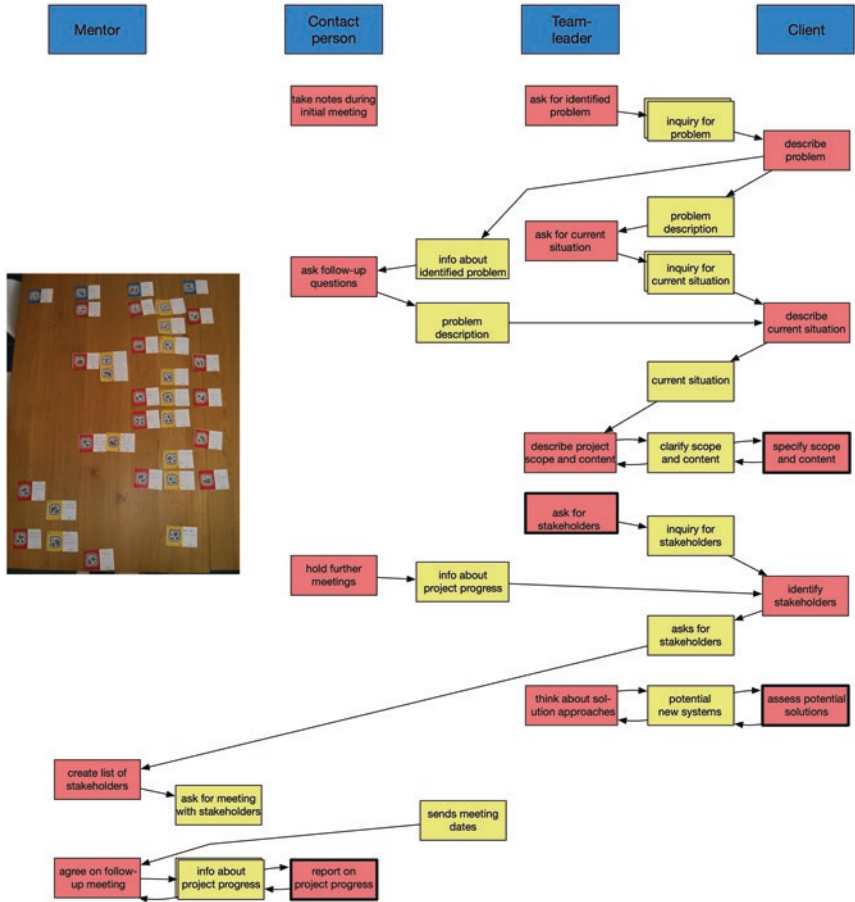 Mentor
Contact
person
Team-
leader
Client
take notes during
initial meeting
ask for identified
problem
inquiry for
problem
describe
problem
problem
description
ask for current
situation
info about
identified problem
inquiry for
current situation
ask follow-up
questions
problem
description
describe
current situation
current situation
describe project
scope and content
clarify scope
and content
specify scope
and content
ask for
stakeholders
inquiry for
stakeholders
hold further
meetings
info about
project progress
identify
stakeholders
asks for
stakeholders
think about sol-
ution approaches
potential
new systems
assess potential
solutions
create list of
stakeholders
ask for meeting
with stakeholders
sends meeting
dates
agree on follow-
up meeting
info about
project progress
report on
project progress